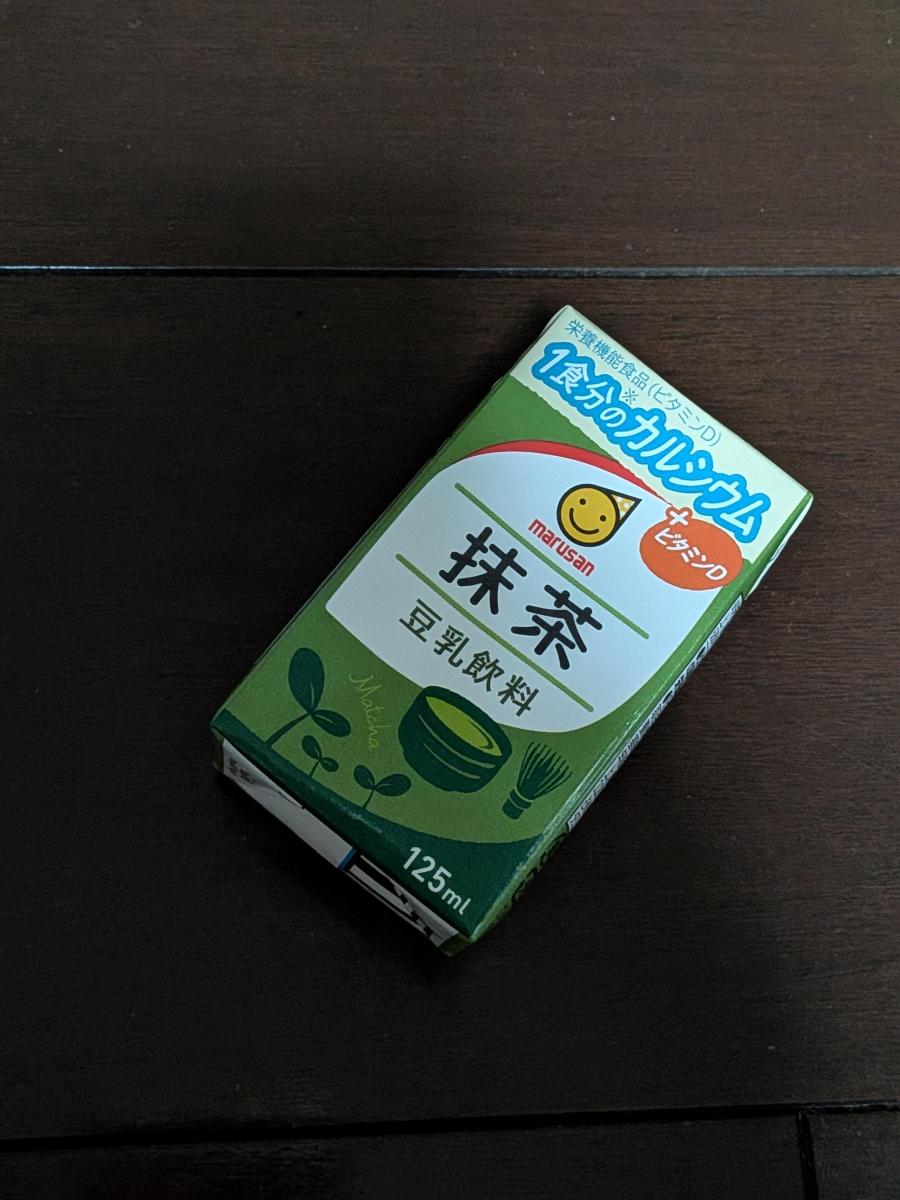 栄養機能食品(ビタミンD)
1食分のカルシウム
※
+
ビタミンD
marusan
抹茶
豆乳飲料
Matcha
125ml